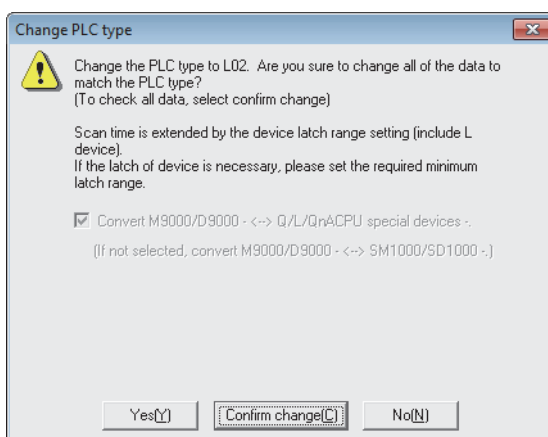 Change PLC type
Change the PLC type to L02. Are you sure to change all of the data to
match the PLC type?
(To check all data, select confirm change)
Scan time is extended by the device latch range setting (include L
device).
If the latch of device is necessary, please set the required minimum
latch range.
Convert M9000/D9000 - <--> Q/L/QnACPU special devices -.
(If not selected, convert M9000/D9000 - <--> SM1000/SD1000 -.)
Yes(Y) Confirm change(C) No(N)